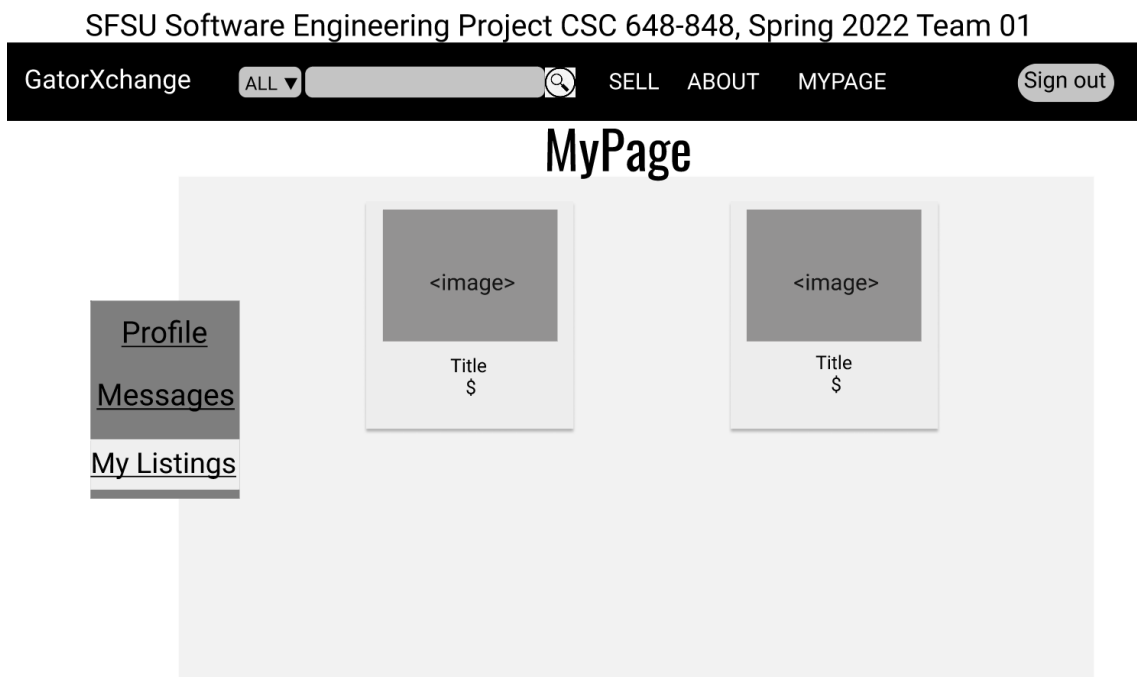 SFSU Software Engineering Project CSC 648-848, Spring 2022 Team 01
GatorXchange ALL ▼ SELL ABOUT MYPAGE Sign out
MyPage
<image> <image>
Profile
Title Title
$ $
Messages
My Listings